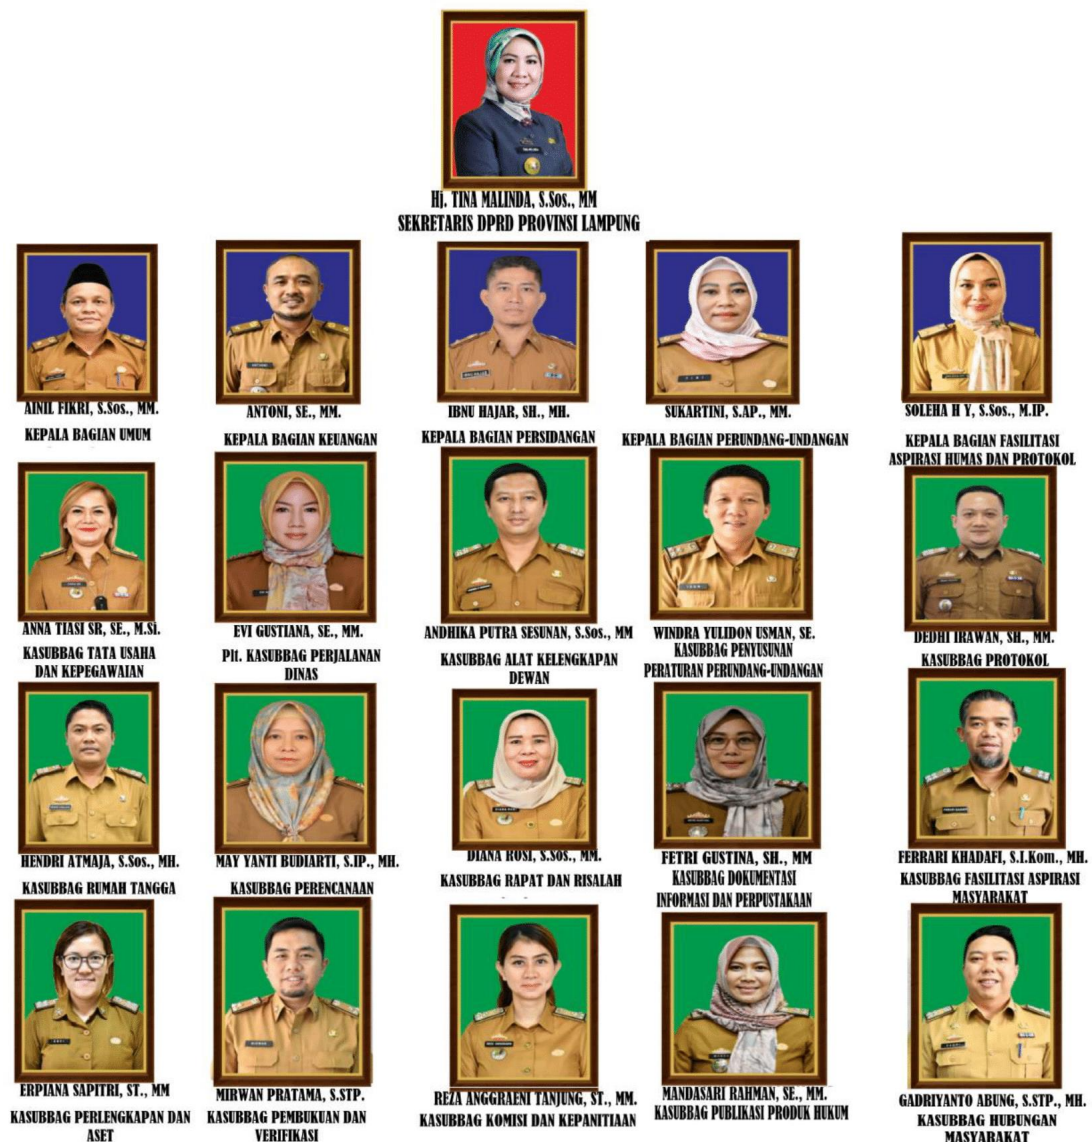 Hj. TINA MALINDA, S.Sos., MM
SEKRETARIS DPRD PROVINSI LAMPUNG
AINIL FIKRI, S.Sos., MM.
KEPALA BAGIAN UMUM
ANTONI, SE., MM.
KEPALA BAGIAN KEUANGAN
IBNU HAJAR, SH., MH.
KEPALA BAGIAN PERSIDANGAN
SUKARTINI, S.AP., MM.
KEPALA BAGIAN PERUNDANG-UNDANGAN
SOLEHA H Y, S.Sos., M.IP.
KEPALA BAGIAN FASILITASI
ASPIRASI HUMAS DAN PROTOKOL
ANNA TIASI SR, SE., M.Si.
KASUBBAG TATA USAHA
DAN KEPEGAWAIAN
EVI GUSTIANA, SE., MM.
Plt. KASUBBAG PERJALANAN
DINAS
ANDHIKA PUTRA SESUNAN, S.Sos., MM
KASUBBAG ALAT KELENGKAPAN
DEWAN
WINDRA YULIDON USMAN, SE.
KASUBBAG PENYUSUNAN
PERATURAN PERUNDANG-UNDANGAN
DEDHI IRAWAN, SH., MM.
KASUBBAG PROTOKOL
HENDRI ATMAJA, S.Sos., MH.
KASUBBAG RUMAH TANGGA
MAY YANTI BUDIARTI, S.IP., MH.
KASUBBAG PERENCANAAN
DIANA ROSI, S.Sos., MM.
KASUBBAG RAPAT DAN RISALAH
FETRI GUSTINA, SH., MM
KASUBBAG DOKUMENTASI
INFORMASI DAN PERPUSTAKAAN
FERRARI KHADAFI, S.I.Kom., MH.
KASUBBAG FASILITASI ASPIRASI
MASYARAKAT
ERPIANA SAPITRI, ST., MM
KASUBBAG PERLENGKAPAN DAN
ASET
MIRWAN PRATAMA, S.STP.
KASUBBAG PEMBUKUAN DAN
VERIFIKASI
REZA ANGGRAENI TANJUNG, ST., MM.
KASUBBAG KOMISI DAN KEPANITIAAN
MANDASARI RAHMAN, SE., MM.
KASUBBAG PUBLIKASI PRODUK HUKUM
GADRIYANTO ABUNG, S.STP., MH.
KASUBBAG HUBUNGAN
MASYARAKAT